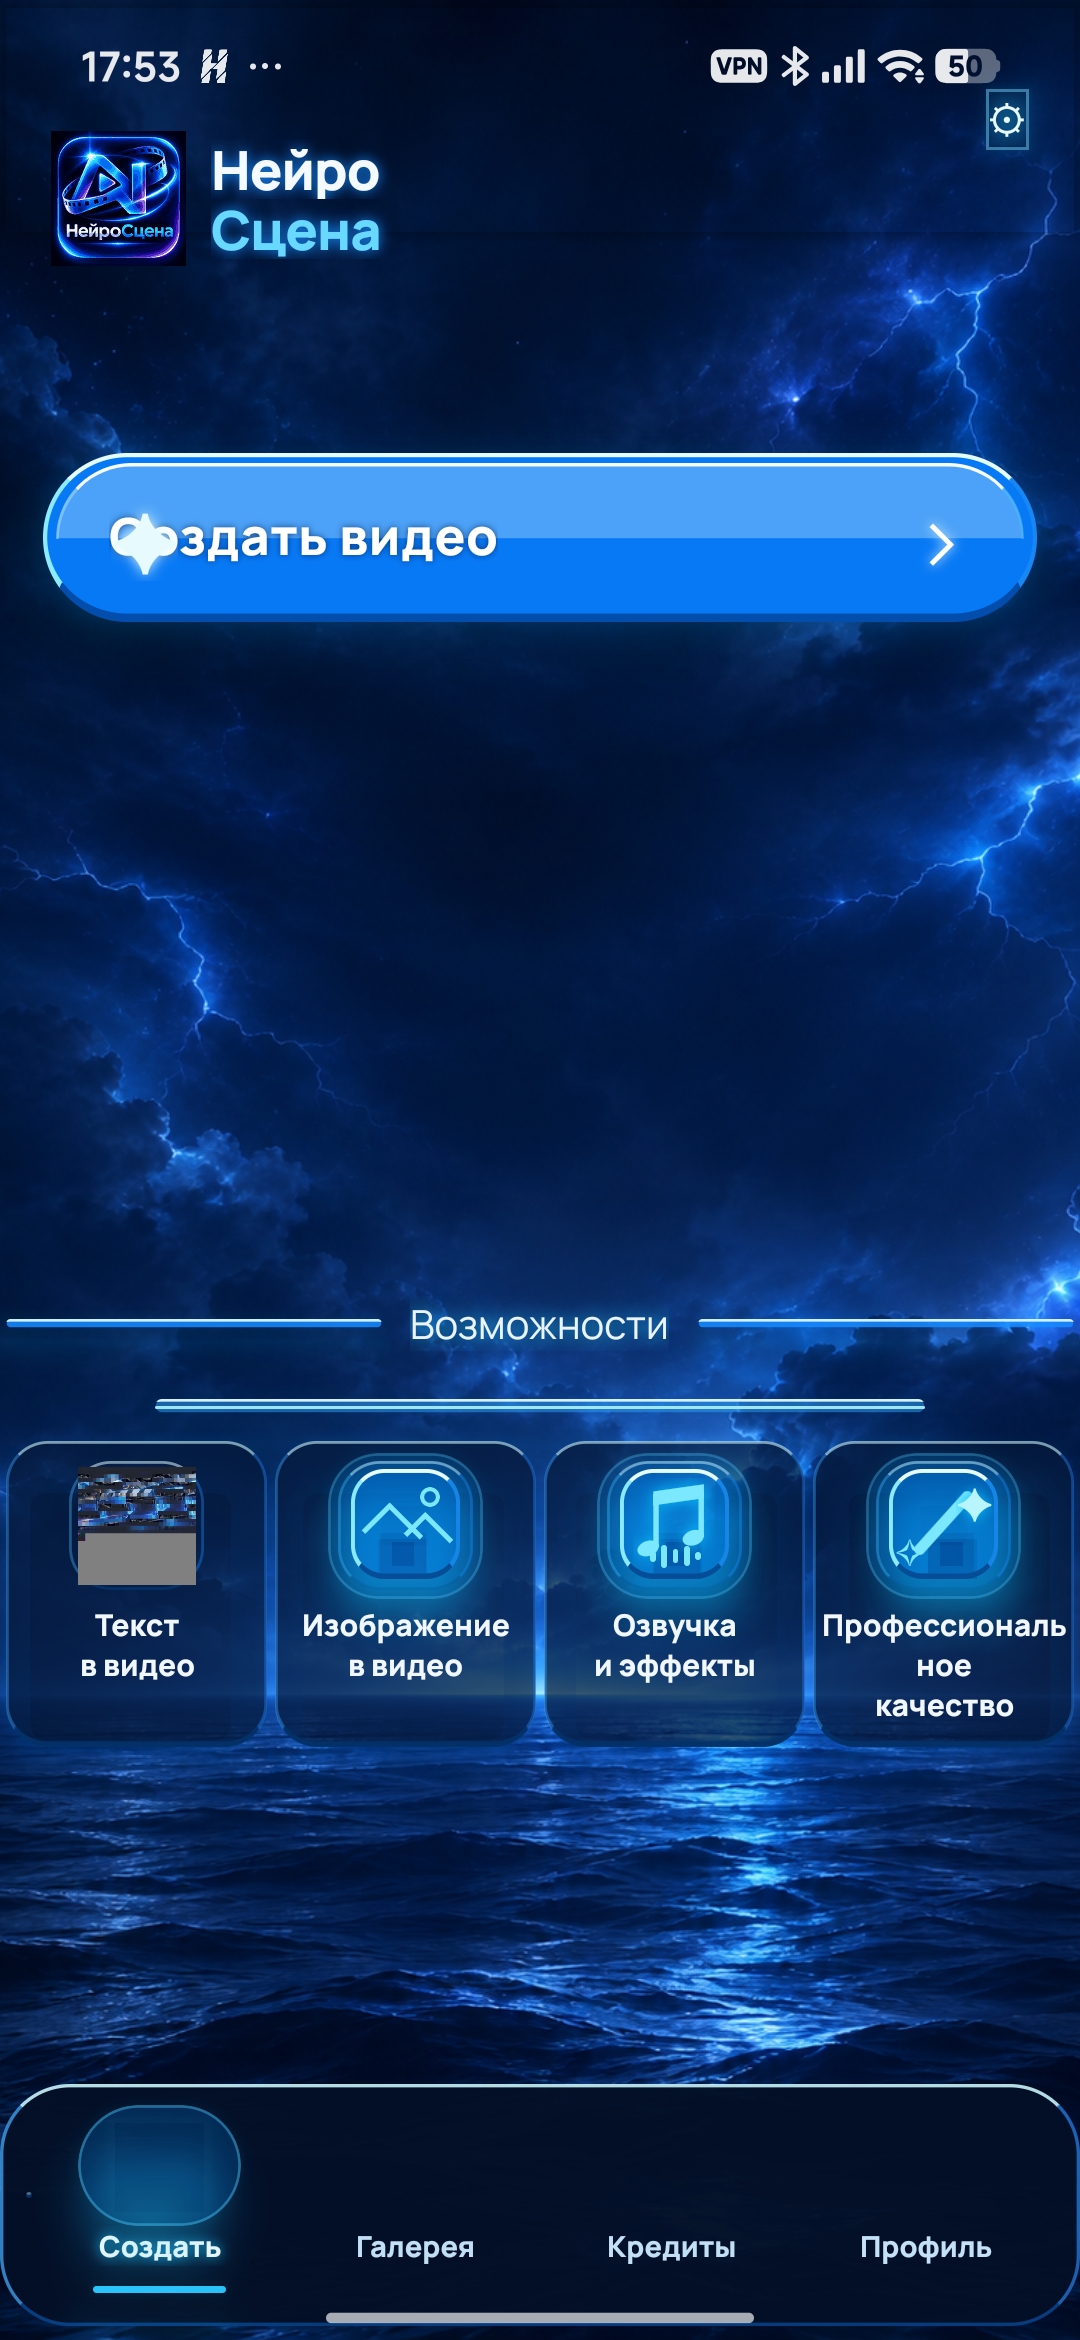 17:53
VPN
50
НейроСцена
Нейро
Сцена
Создать видео
Возможности
Текст
в видео
Изображение
в видео
Озвучка
и эффекты
Профессиональ
ное
качество
Создать
Галерея
Кредиты
Профиль